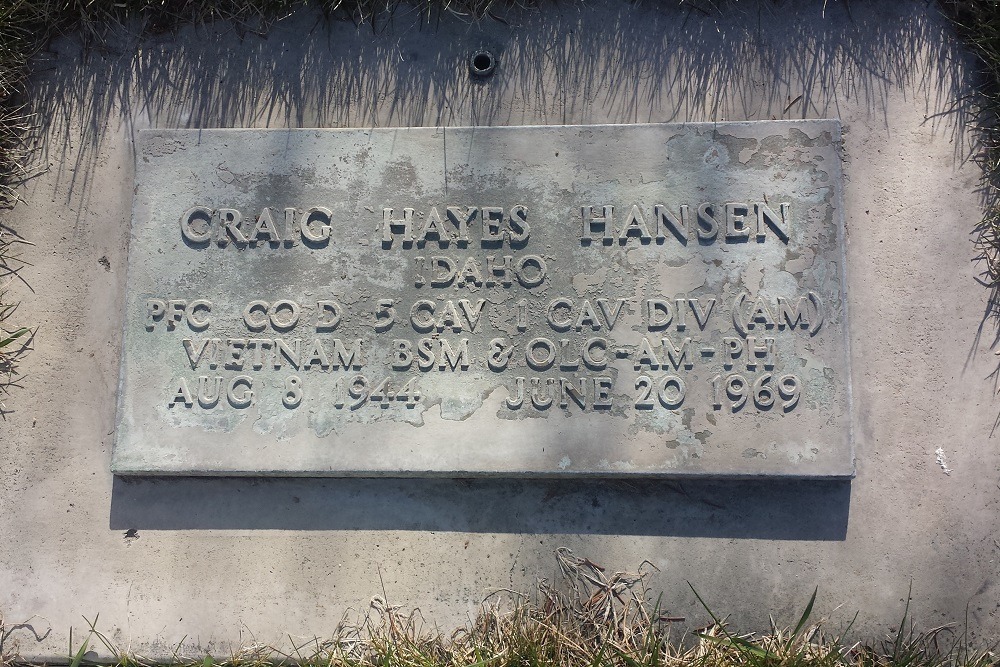 CRAIG HAYES HANSEN
IDAHO
PFC CO D 5 CAV 1 CAV DIV (AM)
VIETNAM BSM & OLC-AM-PH
AUG 8 1944 JUNE 20 1969